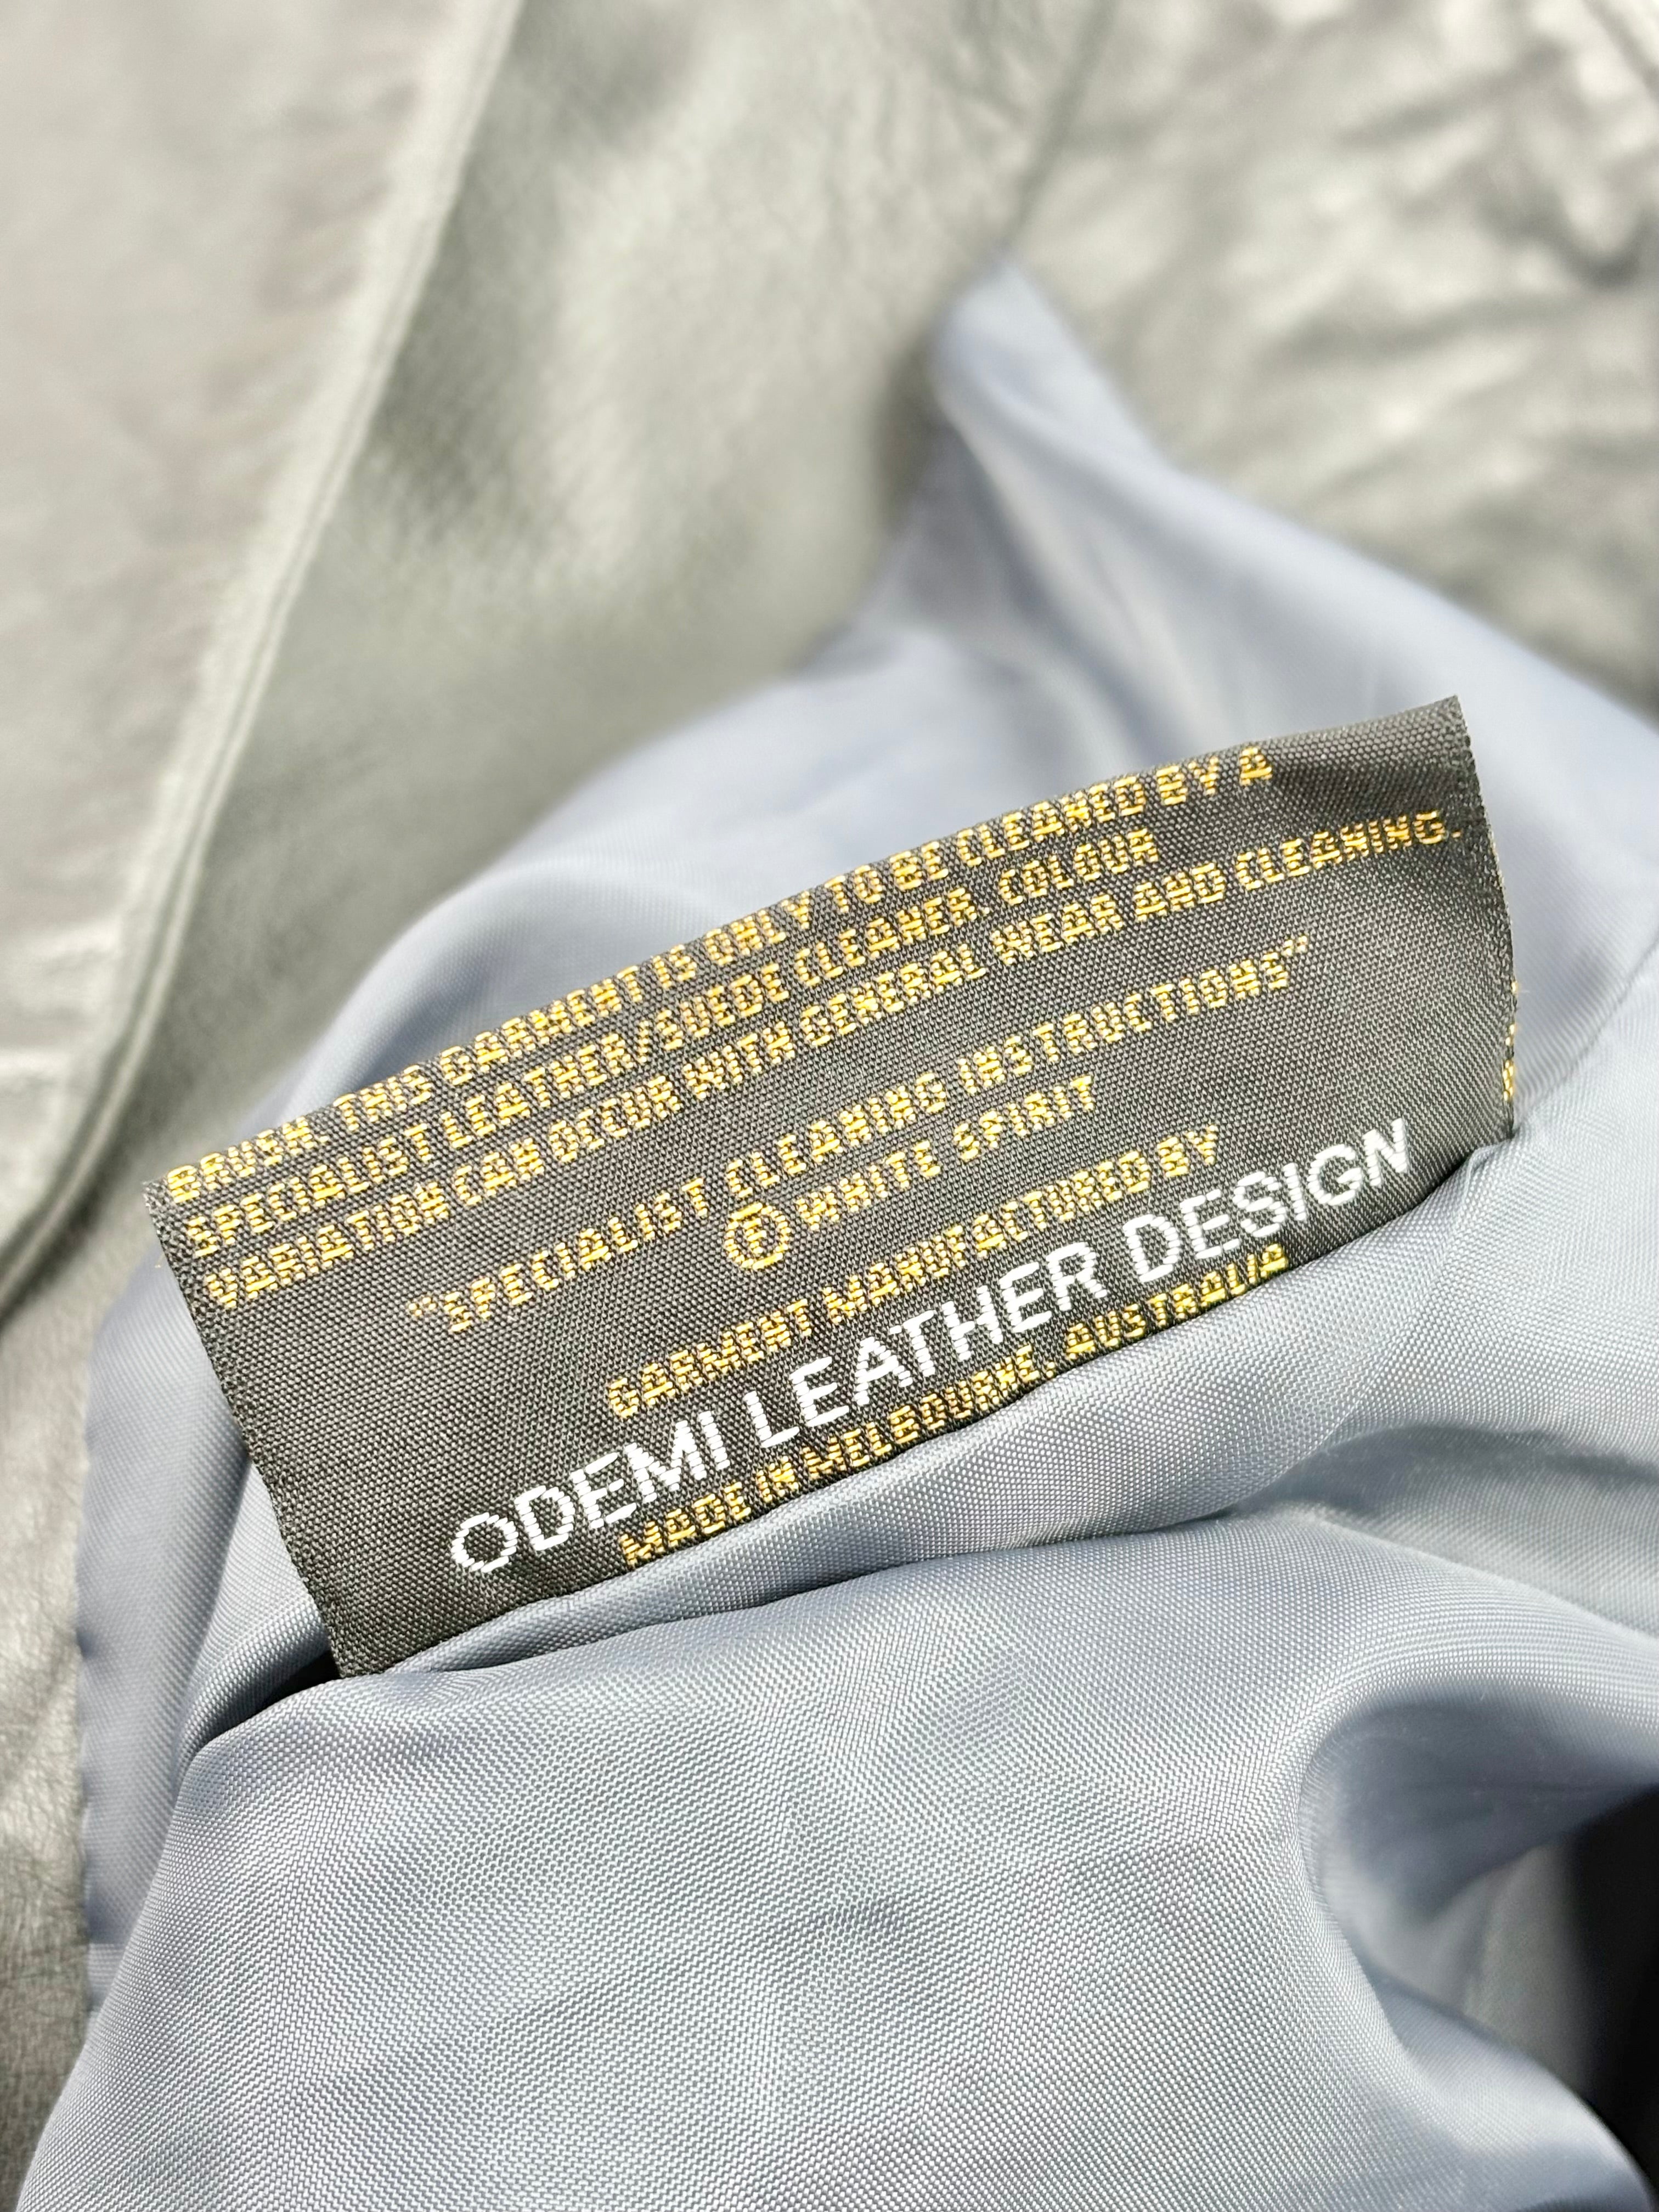 BRUSH. THIS GARMENT IS ONLY TO BE CLEANED BY A
SPECIALIST LEATHER/SUEDE CLEANER. COLOUR
VARIATION CAN OCCUR WITH GENERAL WEAR AND CLEANING.
"SPECIALIST CLEANING INSTRUCTIONS"
Ⓟ WHITE SPIRIT
GARMENT MANUFACTURED BY
ODEMI LEATHER DESIGN
MADE IN MELBOURNE, AUSTRALIA